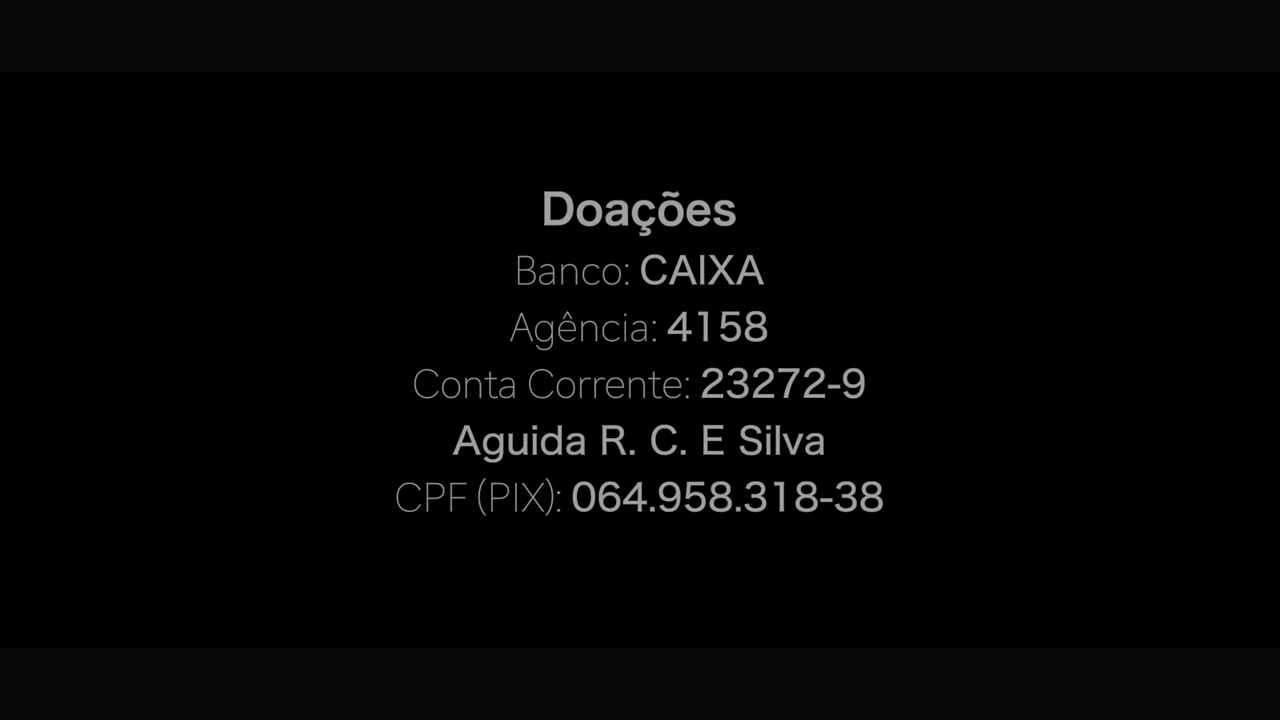 Doações
Banco: CAIXA
Agência: 4158
Conta Corrente: 23272-9
Aguida R. C. E Silva
CPF (PIX): 064.958.318-38